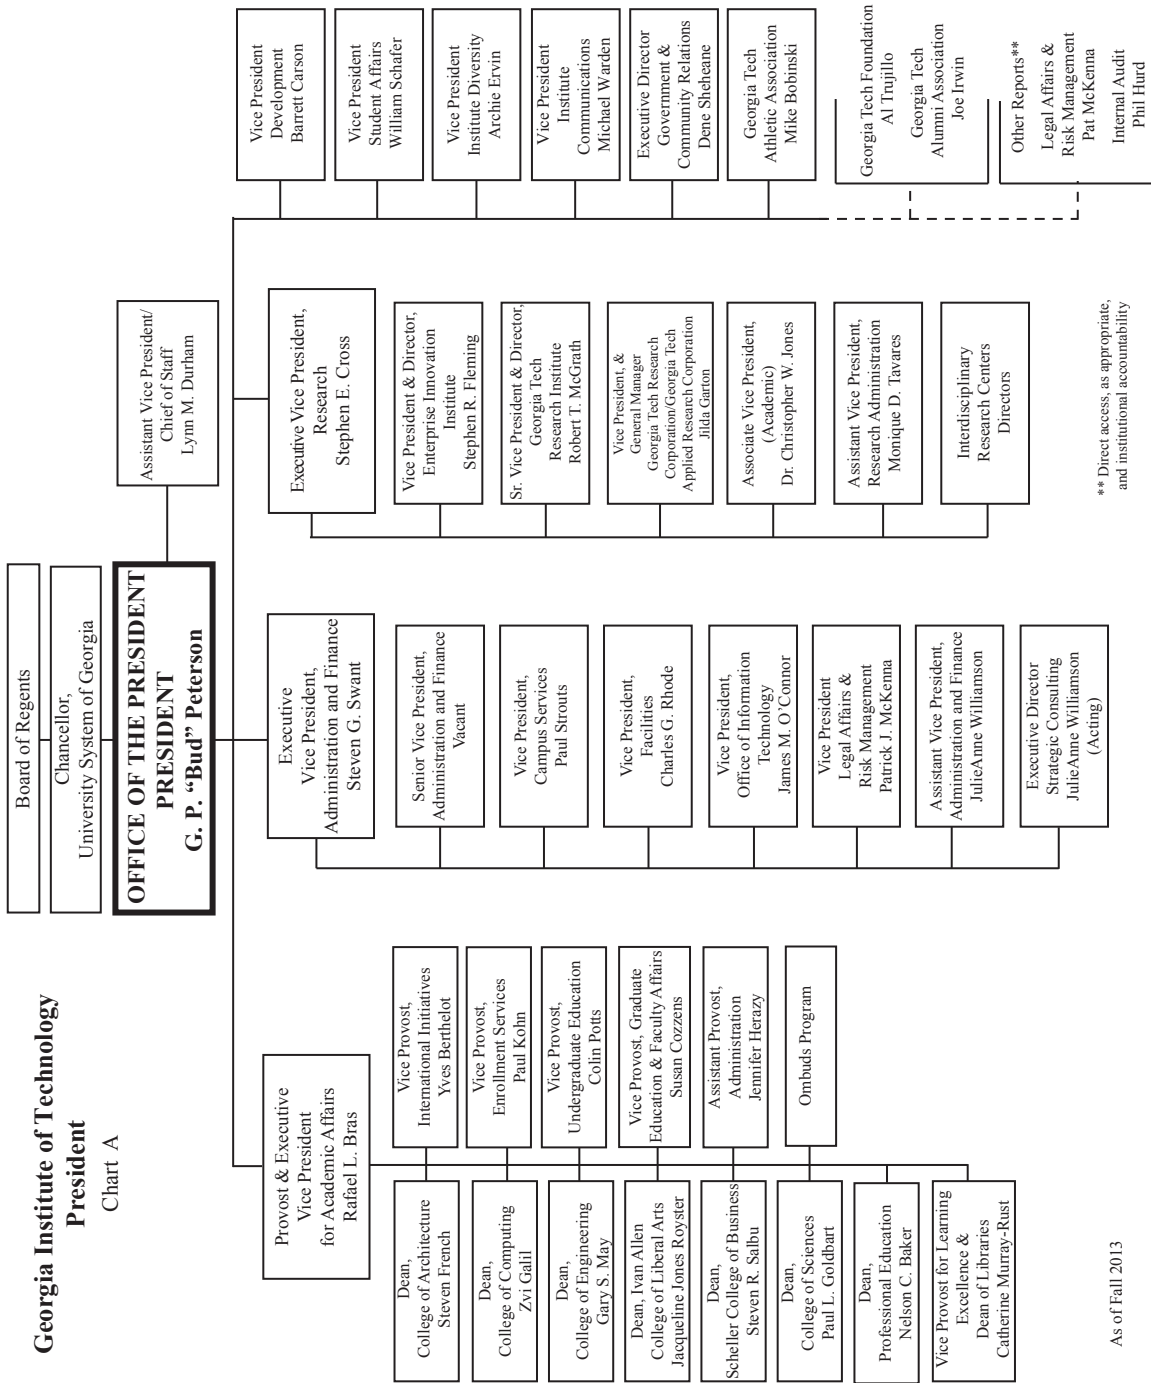 Georgia Institute of Technology
President
Chart A
Board of Regents
Chancellor,
University System of Georgia
OFFICE OF THE PRESIDENT
PRESIDENT
G. P. “Bud” Peterson
Assistant Vice President/
Chief of Staff
Lynn M. Durham
Provost & Executive
Vice President
for Academic Affairs
Rafael L. Bras
Dean,
College of Architecture
Steven French
Dean,
College of Computing
Zvi Galil
Dean,
College of Engineering
Gary S. May
Dean, Ivan Allen
College of Liberal Arts
Jacqueline Jones Royster
Dean,
Scheller College of Business
Steven R. Salbu
Dean,
College of Sciences
Paul L. Goldbart
Dean,
Professional Education
Nelson C. Baker
Vice Provost for Learning
Excellence &
Dean of Libraries
Catherine Murray-Rust
Vice Provost,
International Initiatives
Yves Berthelot
Vice Provost,
Enrollment Services
Paul Kohn
Vice Provost,
Undergraduate Education
Colin Potts
Vice Provost, Graduate
Education & Faculty Affairs
Susan Cozzens
Assistant Provost,
Administration
Jennifer Herazy
Ombuds Program
Executive
Vice President,
Administration and Finance
Steven G. Swant
Senior Vice President,
Administration and Finance
Vacant
Vice President,
Campus Services
Paul Strouts
Vice President,
Facilities
Charles G. Rhode
Vice President,
Office of Information
Technology
James M. O’Connor
Vice President
Legal Affairs &
Risk Management
Patrick J. McKenna
Assistant Vice President,
Administration and Finance
JulieAnne Williamson
Executive Director
Strategic Consulting
JulieAnne Williamson
(Acting)
Executive Vice President,
Research
Stephen E. Cross
Vice President & Director,
Enterprise Innovation
Institute
Stephen R. Fleming
Sr. Vice President & Director,
Georgia Tech
Research Institute
Robert T. McGrath
Vice President, &
General Manager
Georgia Tech Research
Corporation/Georgia Tech
Applied Research Corporation
Jilda Garton
Associate Vice President,
(Academic)
Dr. Christopher W. Jones
Assistant Vice President,
Research Administration
Monique D. Tavares
Interdisciplinary
Research Centers
Directors
Vice President
Development
Barrett Carson
Vice President
Student Affairs
William Schafer
Vice President
Institute Diversity
Archie Ervin
Vice President
Institute
Communications
Michael Warden
Executive Director
Government &
Community Relations
Dene Sheheane
Georgia Tech
Athletic Association
Mike Bobinski
Georgia Tech Foundation
Al Trujillo
Georgia Tech
Alumni Association
Joe Irwin
Other Reports**
Legal Affairs &
Risk Management
Pat McKenna
Internal Audit
Phil Hurd
As of Fall 2013
** Direct access, as appropriate,
and institutional accountability